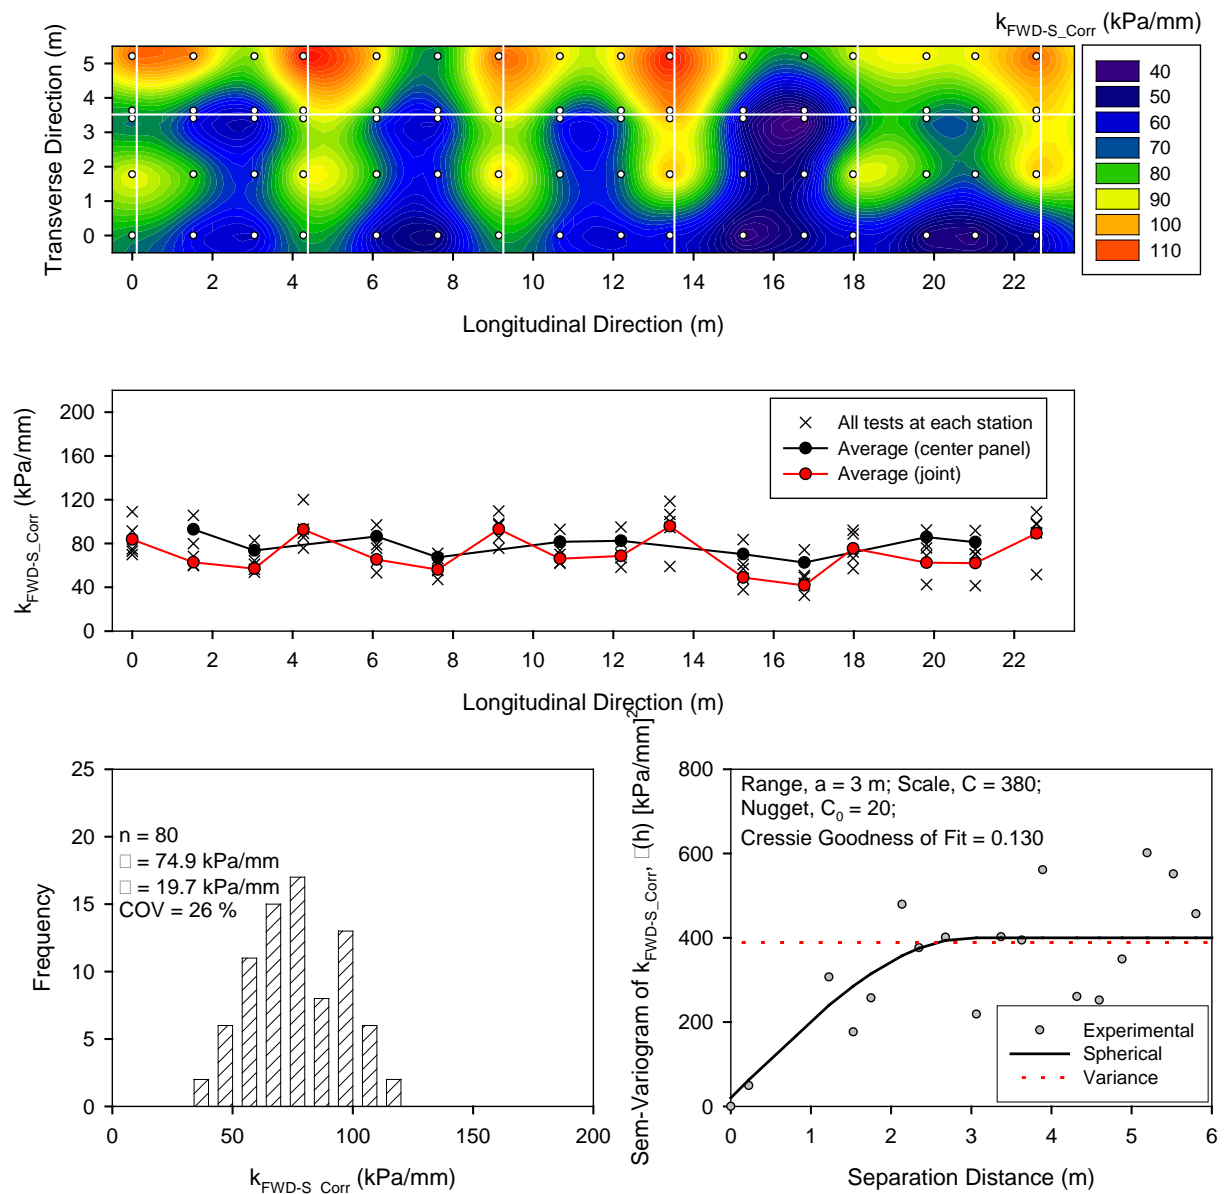 k_FWD-S_Corr (kPa/mm)
Transverse Direction (m)
5
4
3
2
1
0
0 2 4 6 8 10 12 14 16 18 20 22
Longitudinal Direction (m)
40
50
60
70
80
90
100
110
k_FWD-S_Corr (kPa/mm)
200
160
120
80
40
0
All tests at each station
Average (center panel)
Average (joint)
0 2 4 6 8 10 12 14 16 18 20 22
Longitudinal Direction (m)
Frequency
25
20
15
10
5
0
n = 80
□ = 74.9 kPa/mm
□ = 19.7 kPa/mm
COV = 26 %
0 50 100 150 200
k_FWD-S_Corr (kPa/mm)
Sem-Variogram of k_FWD-S_Corr, □(h) [kPa/mm]²
800
600
400
200
0
Range, a = 3 m; Scale, C = 380;
Nugget, C₀ = 20;
Cressie Goodness of Fit = 0.130
Experimental
Spherical
Variance
0 1 2 3 4 5 6
Separation Distance (m)